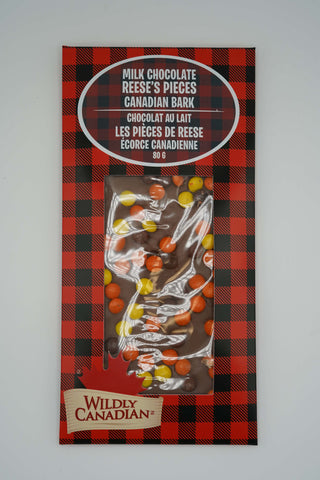 MILK CHOCOLATE
REESE'S PIECES
CANADIAN BARK
CHOCOLAT AU LAIT
LES PIÈCES DE REESE
ÉCORCE CANADIENNE
80 G
WILDLY
CANADIAN